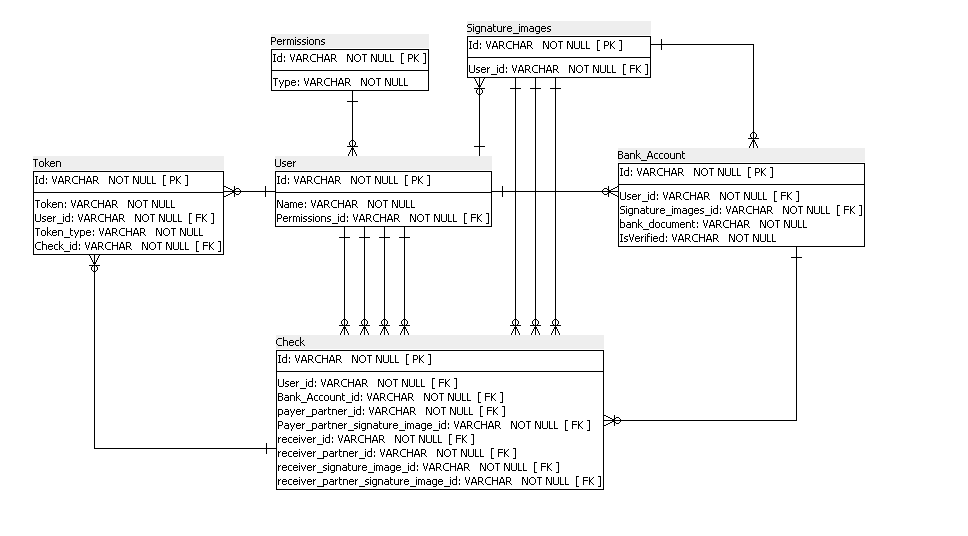 Signature_images
Id: VARCHAR NOT NULL [ PK ]
User_id: VARCHAR NOT NULL [ FK ]
Permissions
Id: VARCHAR NOT NULL [ PK ]
Type: VARCHAR NOT NULL
Token
Id: VARCHAR NOT NULL [ PK ]
Token: VARCHAR NOT NULL
User_id: VARCHAR NOT NULL [ FK ]
Token_type: VARCHAR NOT NULL
Check_id: VARCHAR NOT NULL [ FK ]
User
Id: VARCHAR NOT NULL [ PK ]
Name: VARCHAR NOT NULL
Permissions_id: VARCHAR NOT NULL [ FK ]
Bank_Account
Id: VARCHAR NOT NULL [ PK ]
User_id: VARCHAR NOT NULL [ FK ]
Signature_images_id: VARCHAR NOT NULL [ FK ]
bank_document: VARCHAR NOT NULL
IsVerified: VARCHAR NOT NULL
Check
Id: VARCHAR NOT NULL [ PK ]
User_id: VARCHAR NOT NULL [ FK ]
Bank_Account_id: VARCHAR NOT NULL [ FK ]
payer_partner_id: VARCHAR NOT NULL [ FK ]
Payer_partner_signature_image_id: VARCHAR NOT NULL [ FK ]
receiver_id: VARCHAR NOT NULL [ FK ]
receiver_partner_id: VARCHAR NOT NULL [ FK ]
receiver_signature_image_id: VARCHAR NOT NULL [ FK ]
receiver_partner_signature_image_id: VARCHAR NOT NULL [ FK ]